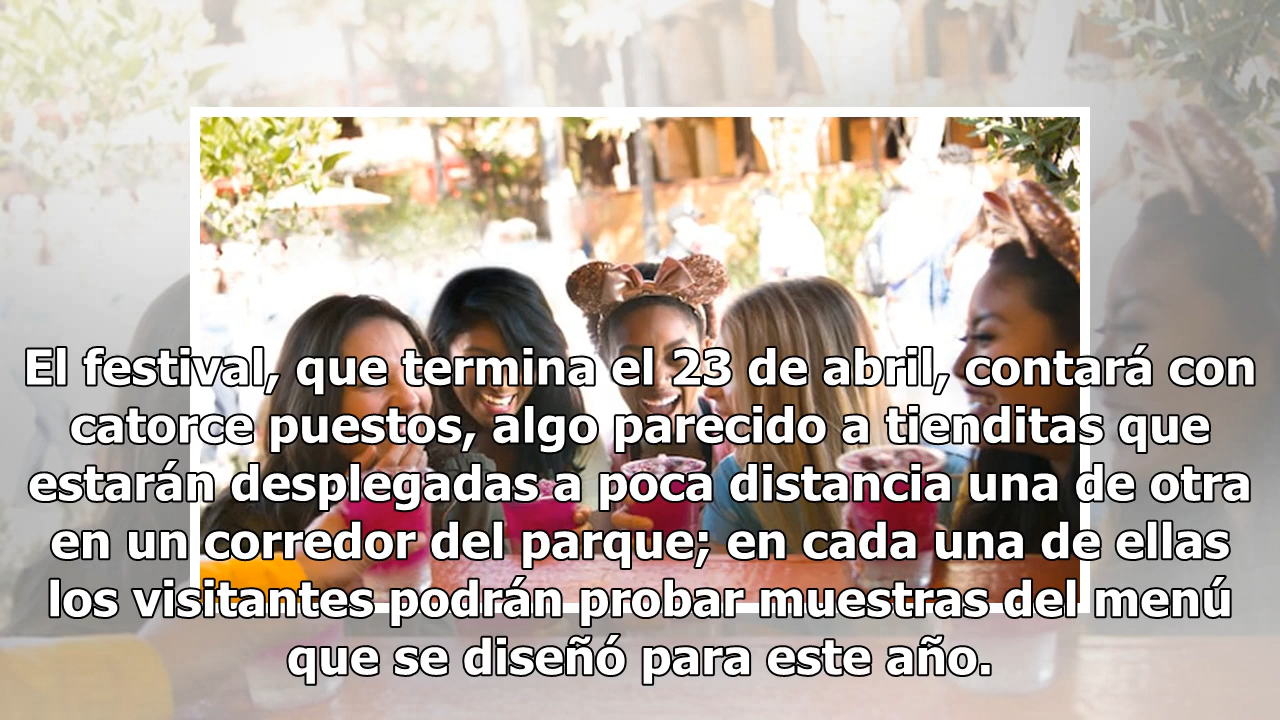 El festival, que termina el 23 de abril, contará con
catorce puestos, algo parecido a tienditas que
estarán desplegadas a poca distancia una de otra
en un corredor del parque; en cada una de ellas
los visitantes podrán probar muestras del menú
que se diseñó para este año.